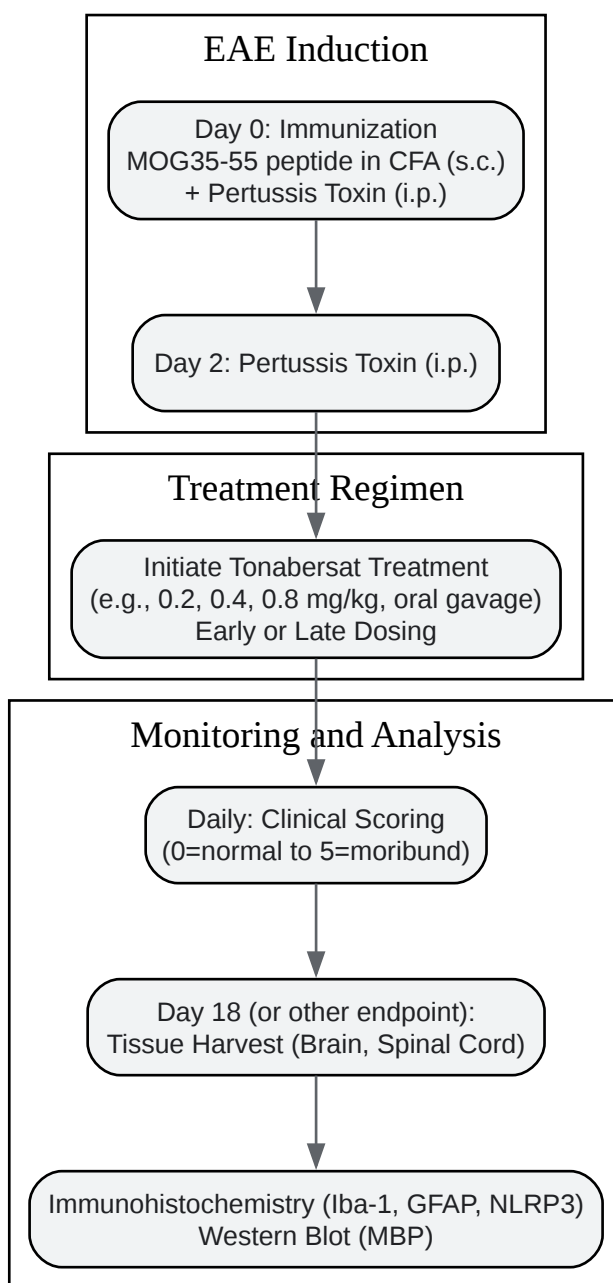 EAE Induction
Day 0: Immunization
MOG35-55 peptide in CFA (s.c.)
+ Pertussis Toxin (i.p.)
Day 2: Pertussis Toxin (i.p.)
Treatment Regimen
Initiate Tonabersat Treatment
(e.g., 0.2, 0.4, 0.8 mg/kg, oral gavage)
Early or Late Dosing
Monitoring and Analysis
Daily: Clinical Scoring
(0=normal to 5=moribund)
Day 18 (or other endpoint):
Tissue Harvest (Brain, Spinal Cord)
Immunohistochemistry (Iba-1, GFAP, NLRP3)
Western Blot (MBP)